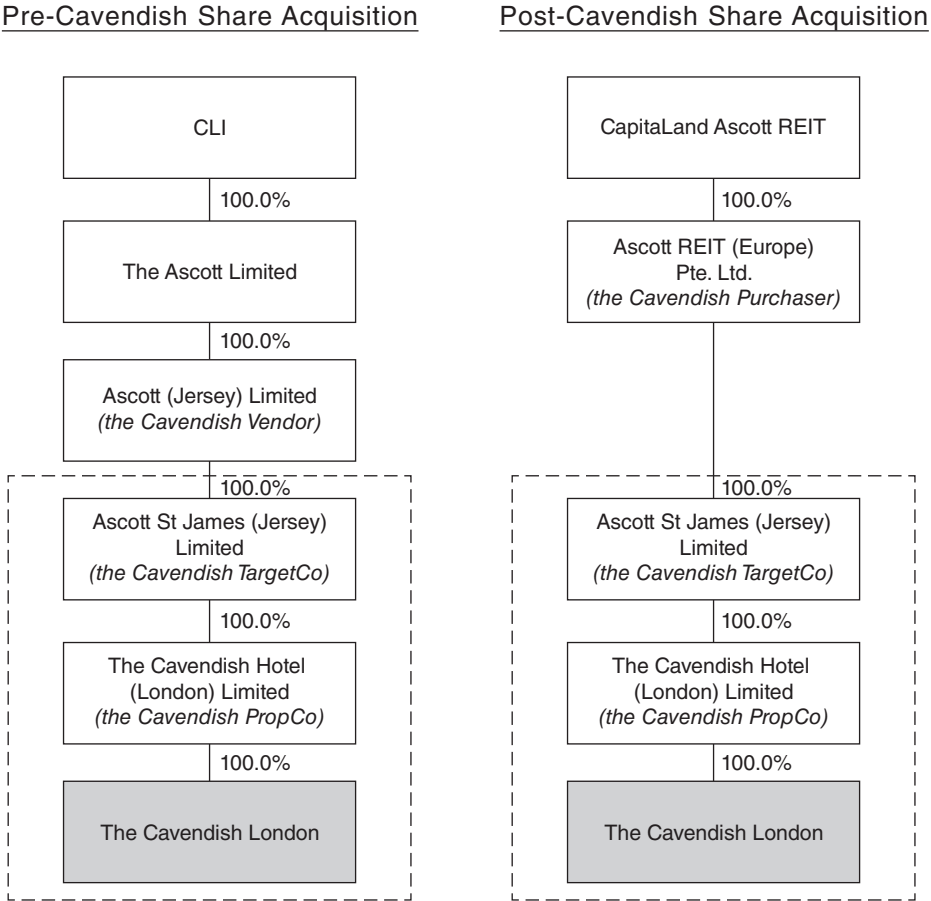 Pre-Cavendish Share Acquisition
CLI
100.0%
The Ascott Limited
100.0%
Ascott (Jersey) Limited
(the Cavendish Vendor)
100.0%
Ascott St James (Jersey)
Limited
(the Cavendish TargetCo)
100.0%
The Cavendish Hotel
(London) Limited
(the Cavendish PropCo)
100.0%
The Cavendish London
Post-Cavendish Share Acquisition
CapitaLand Ascott REIT
100.0%
Ascott REIT (Europe)
Pte. Ltd.
(the Cavendish Purchaser)
100.0%
Ascott St James (Jersey)
Limited
(the Cavendish TargetCo)
100.0%
The Cavendish Hotel
(London) Limited
(the Cavendish PropCo)
100.0%
The Cavendish London